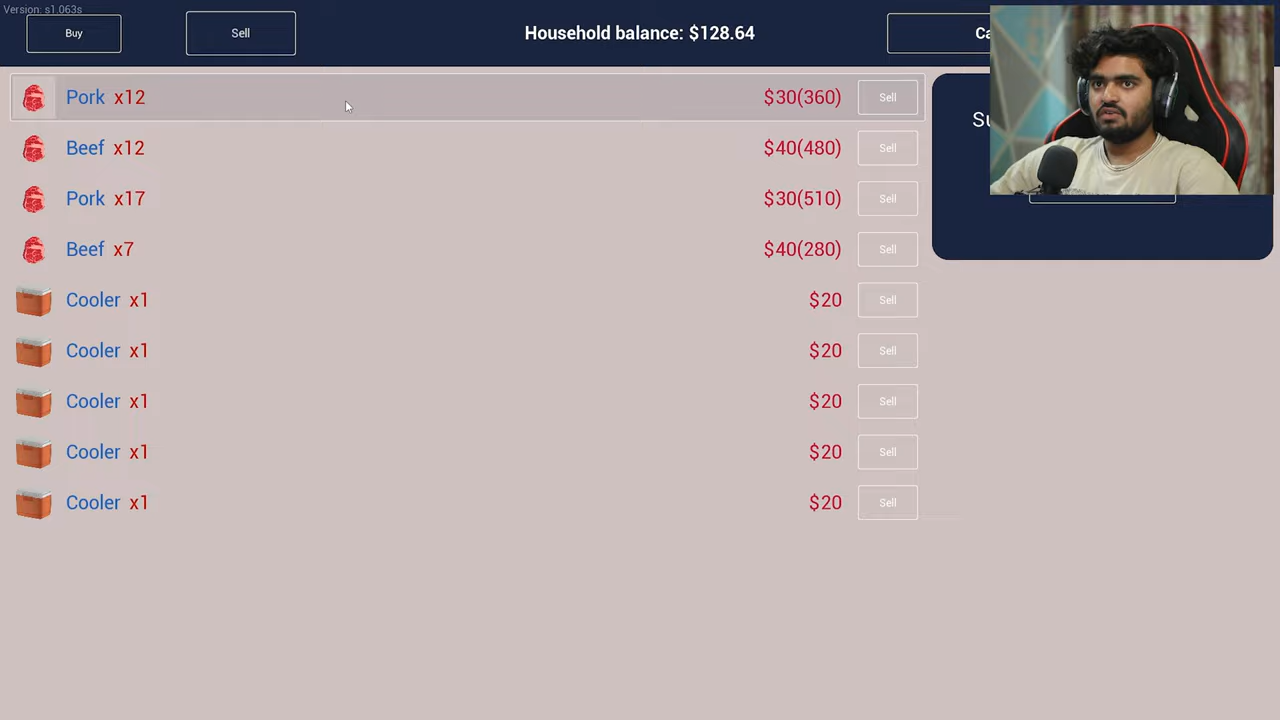 Version: s1.063s
Buy
Sell
Household balance: $128.64
Pork x12 $30(360) Sell
Beef x12 $40(480) Sell
Pork x17 $30(510) Sell
Beef x7 $40(280) Sell
Cooler x1 $20 Sell
Cooler x1 $20 Sell
Cooler x1 $20 Sell
Cooler x1 $20 Sell
Cooler x1 $20 Sell